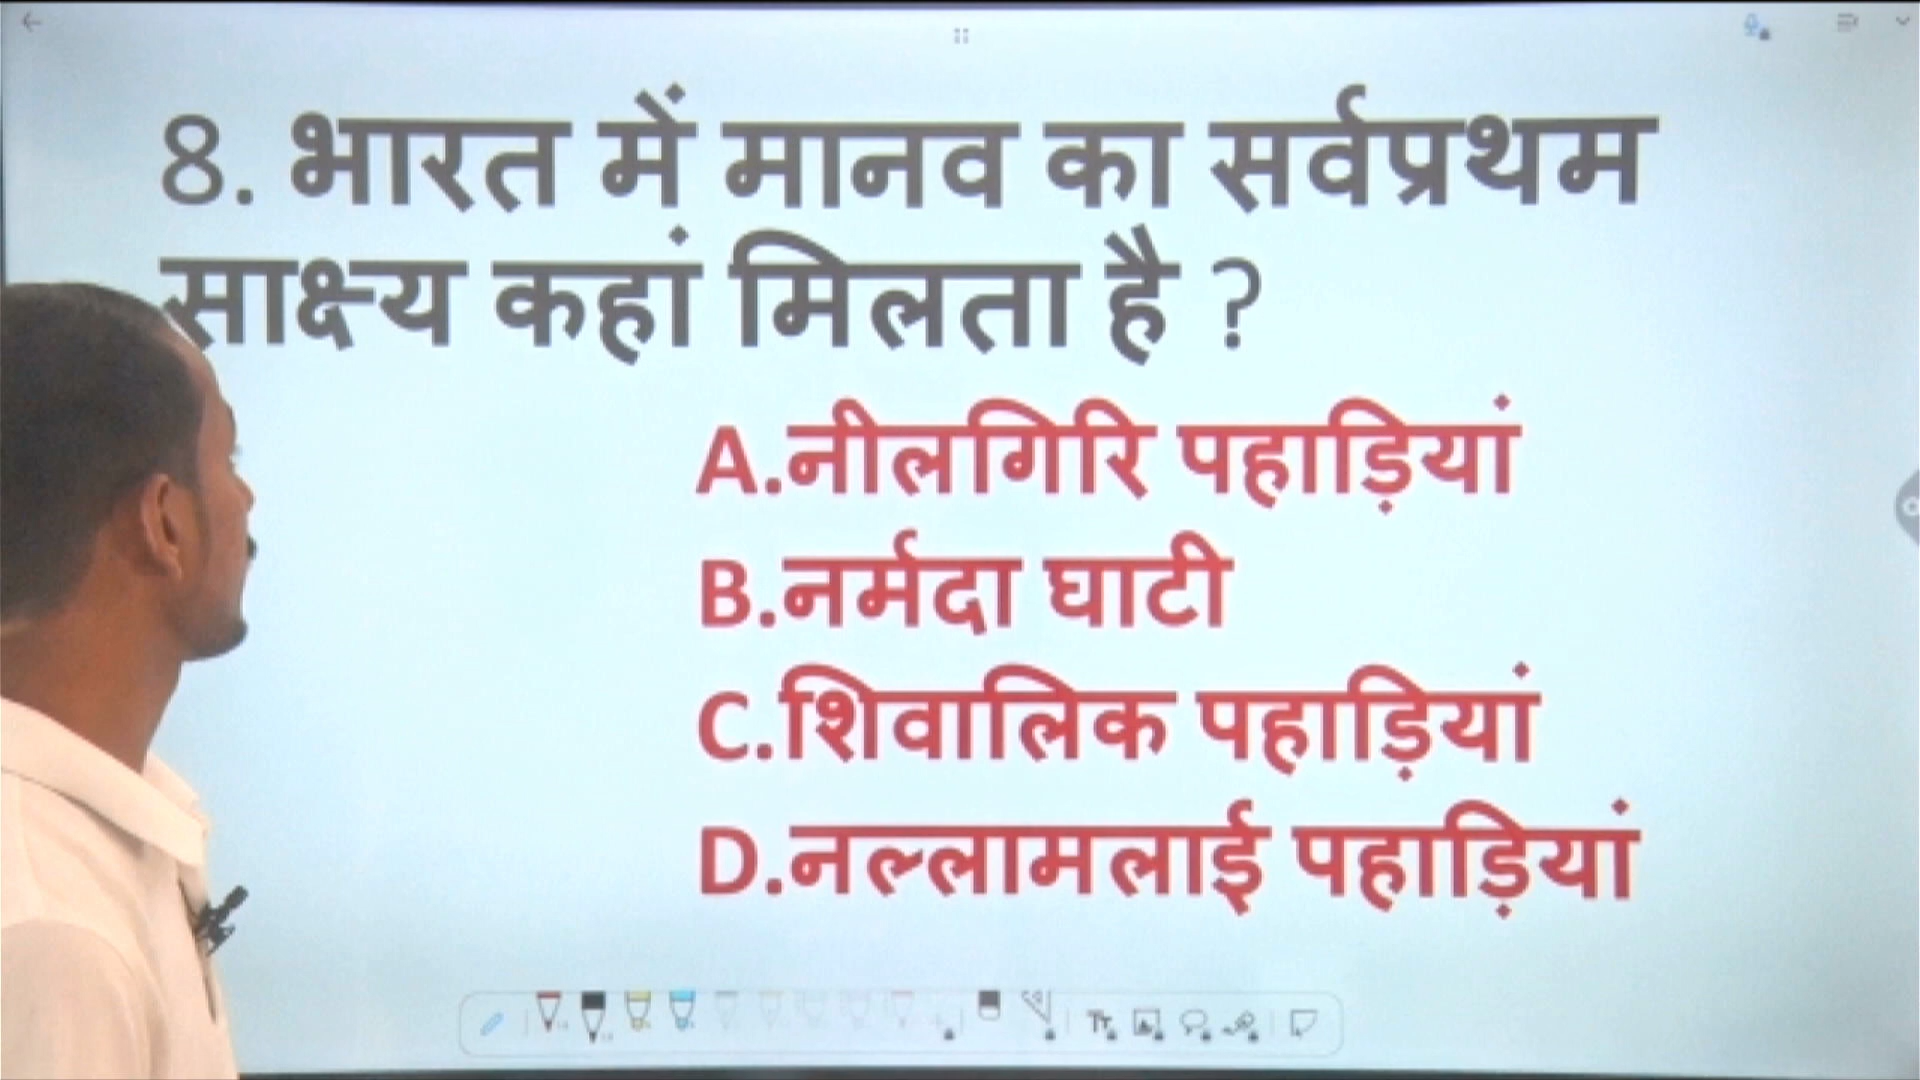 8. भारत में मानव का सर्वप्रथम
साक्ष्य कहां मिलता है ?
A.नीलगिरि पहाड़ियां
B.नर्मदा घाटी
C.शिवालिक पहाड़ियां
D.नल्लामलाई पहाड़ियां